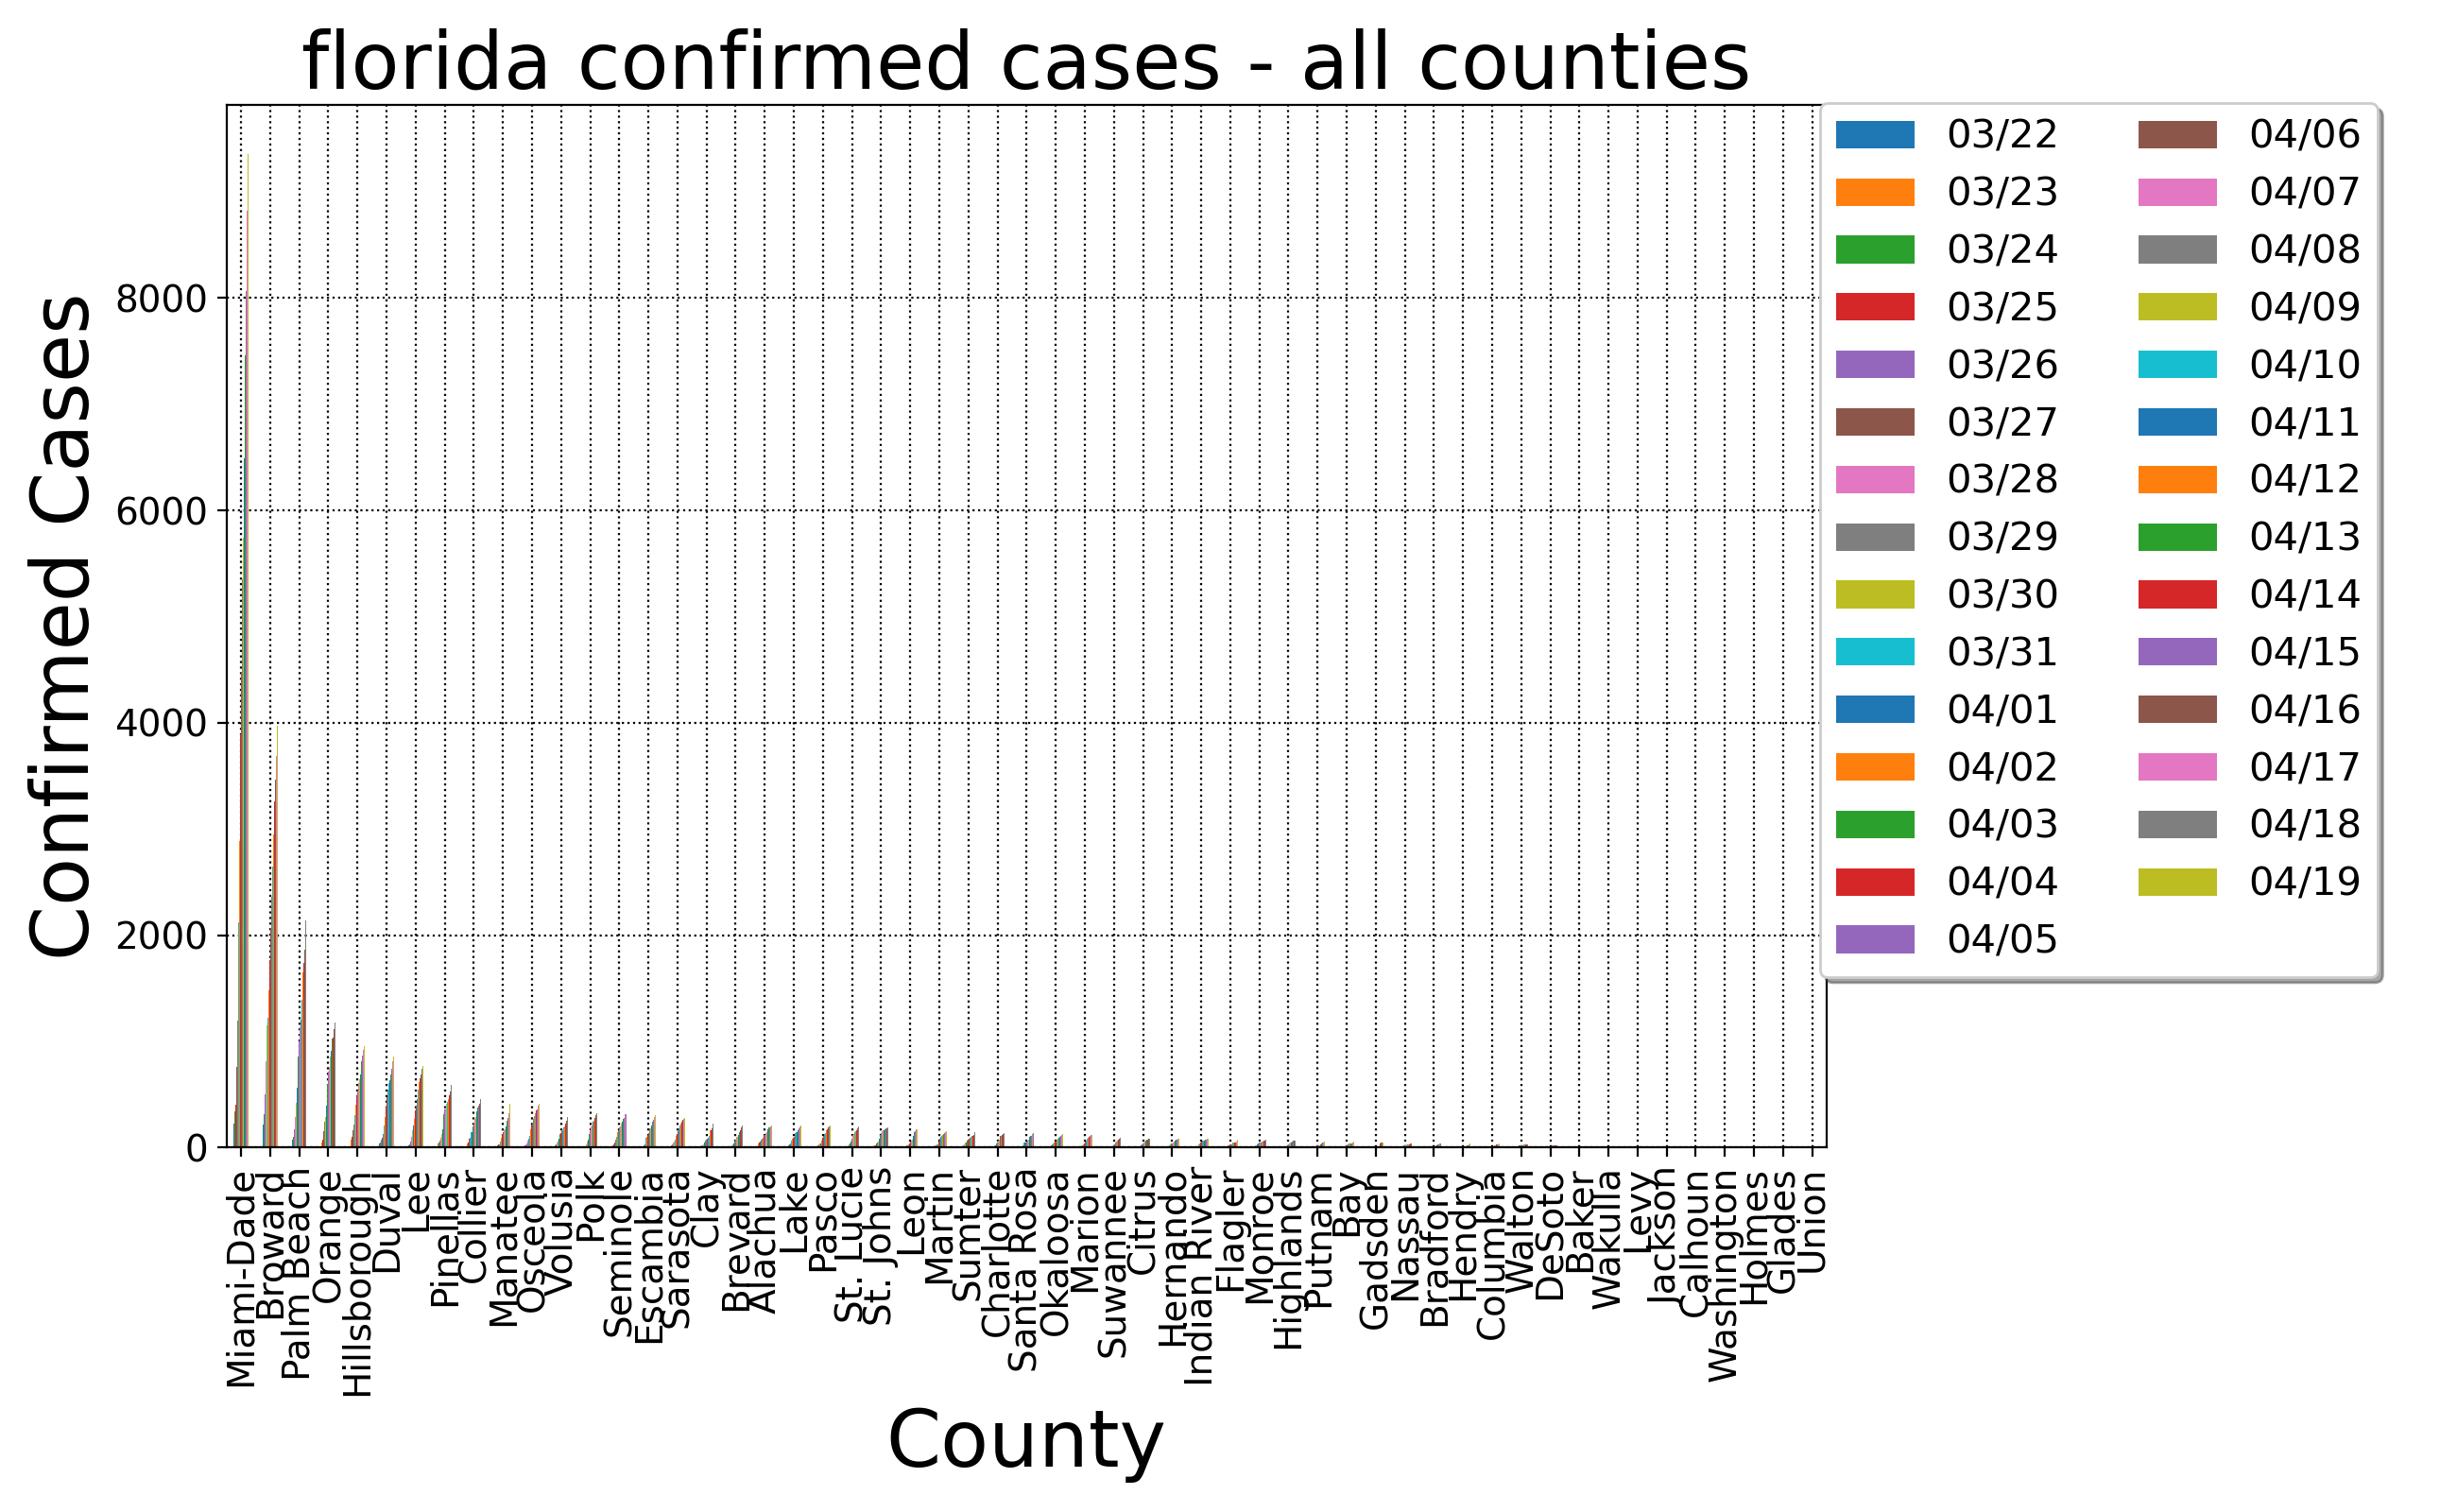 florida confirmed cases - all counties
Confirmed Cases
8000
6000
4000
2000
0
Miami-Dade
Broward
Palm Beach
Orange
Hillsborough
Duval
Lee
Pinellas
Collier
Manatee
Osceola
Volusia
Polk
Seminole
Escambia
Sarasota
Clay
Brevard
Alachua
Lake
Pasco
St. Lucie
St. Johns
Leon
Martin
Sumter
Charlotte
Santa Rosa
Okaloosa
Marion
Suwannee
Citrus
Hernando
Indian River
Flagler
Monroe
Highlands
Putnam
Bay
Gadsden
Nassau
Bradford
Hendry
Columbia
Walton
DeSoto
Baker
Wakulla
Levy
Jackson
Calhoun
Washington
Holmes
Glades
Union
County
03/22
03/23
03/24
03/25
03/26
03/27
03/28
03/29
03/30
03/31
04/01
04/02
04/03
04/04
04/05
04/06
04/07
04/08
04/09
04/10
04/11
04/12
04/13
04/14
04/15
04/16
04/17
04/18
04/19